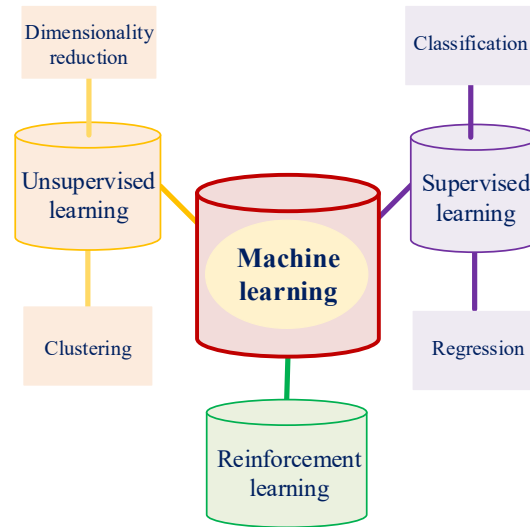 Dimensionality
reduction
Classification
Unsupervised
learning
Supervised
learning
Machine
learning
Clustering
Regression
Reinforcement
learning